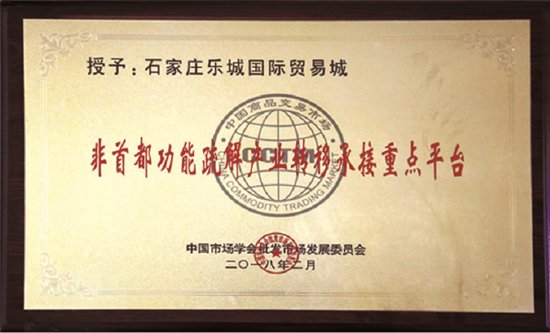 授予：石家庄乐城国际贸易城
中国商品交易市场
非首都功能疏解产业转移承接重点平台
CHINA COMMODITY TRADING MARKET
中国市场学会批发市场发展委员会
二〇一八年二月